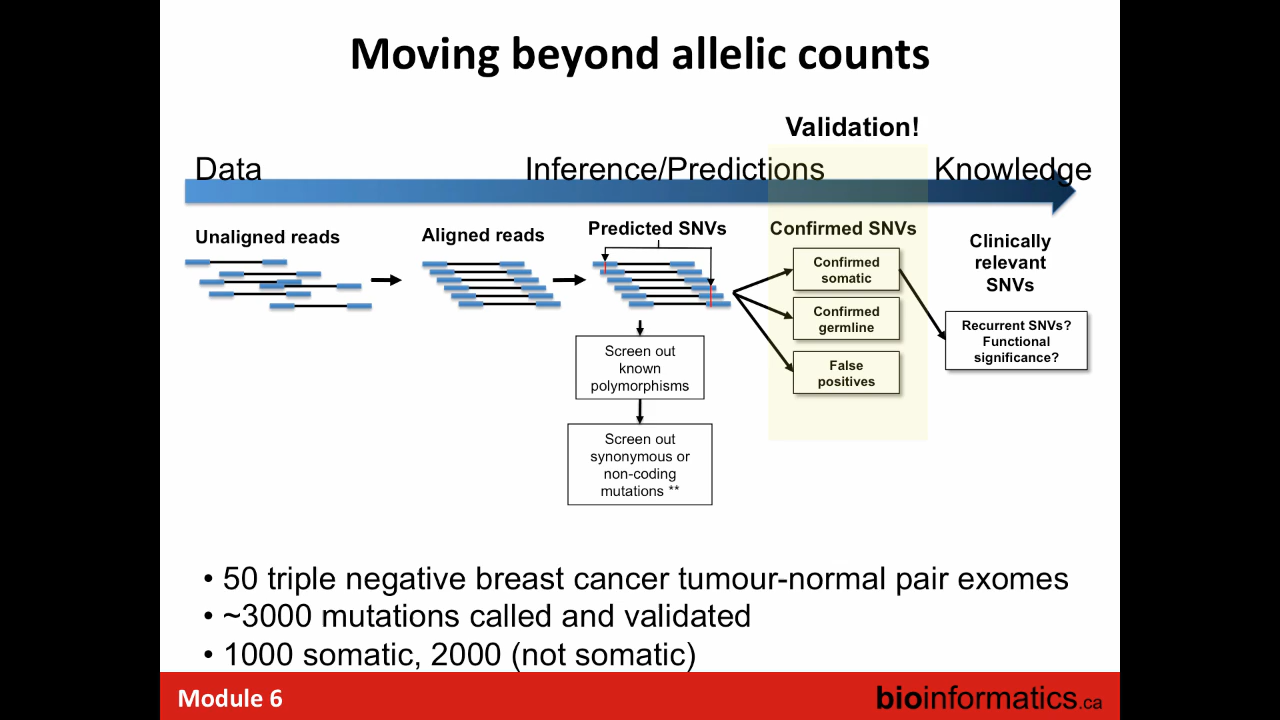 Moving beyond allelic counts
Validation!
Data
Inference/Predictions
Knowledge
Unaligned reads
Aligned reads
Predicted SNVs
Confirmed SNVs
Clinically
relevant
SNVs
Confirmed
somatic
Confirmed
germline
False
positives
Recurrent SNVs?
Functional
significance?
Screen out
known
polymorphisms
Screen out
synonymous or
non-coding
mutations **
• 50 triple negative breast cancer tumour-normal pair exomes
• ~3000 mutations called and validated
• 1000 somatic, 2000 (not somatic)
Module 6
bioinformatics.ca